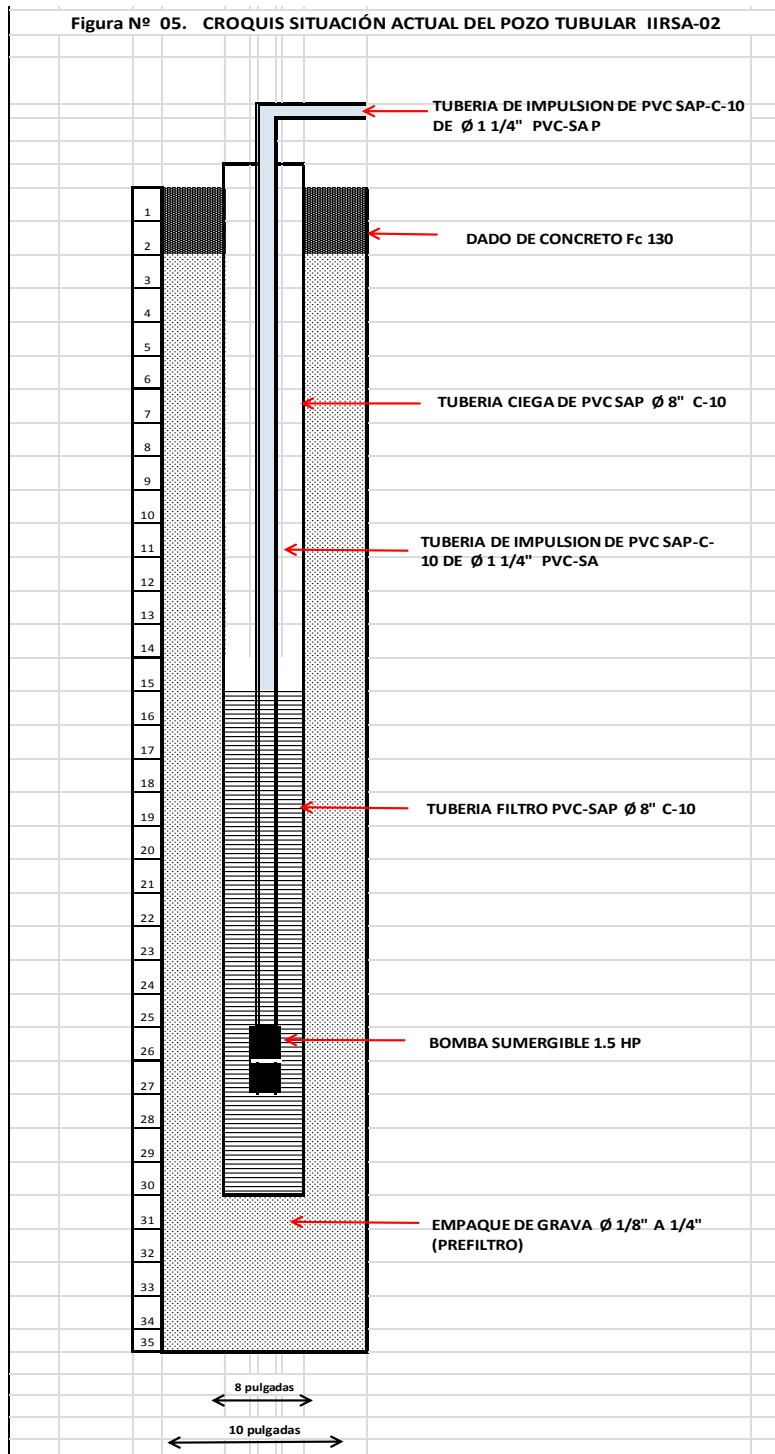 Figura Nº 05. CROQUIS SITUACIÓN ACTUAL DEL POZO TUBULAR IIRSA-02
TUBERIA DE IMPULSION DE PVC SAP-C-10
DE Ø 1 1/4" PVC-SA P
1
DADO DE CONCRETO Fc 130
2
3
4
5
6
TUBERIA CIEGA DE PVC SAP Ø 8" C-10
7
8
9
10
TUBERIA DE IMPULSION DE PVC SAP-C-
10 DE Ø 1 1/4" PVC-SA
11
12
13
14
15
16
17
18
TUBERIA FILTRO PVC-SAP Ø 8" C-10
19
20
21
22
23
24
25
BOMBA SUMERGIBLE 1.5 HP
26
27
28
29
30
31
EMPAQUE DE GRAVA Ø 1/8" A 1/4"
(PREFILTRO)
32
33
34
35
8 pulgadas
10 pulgadas